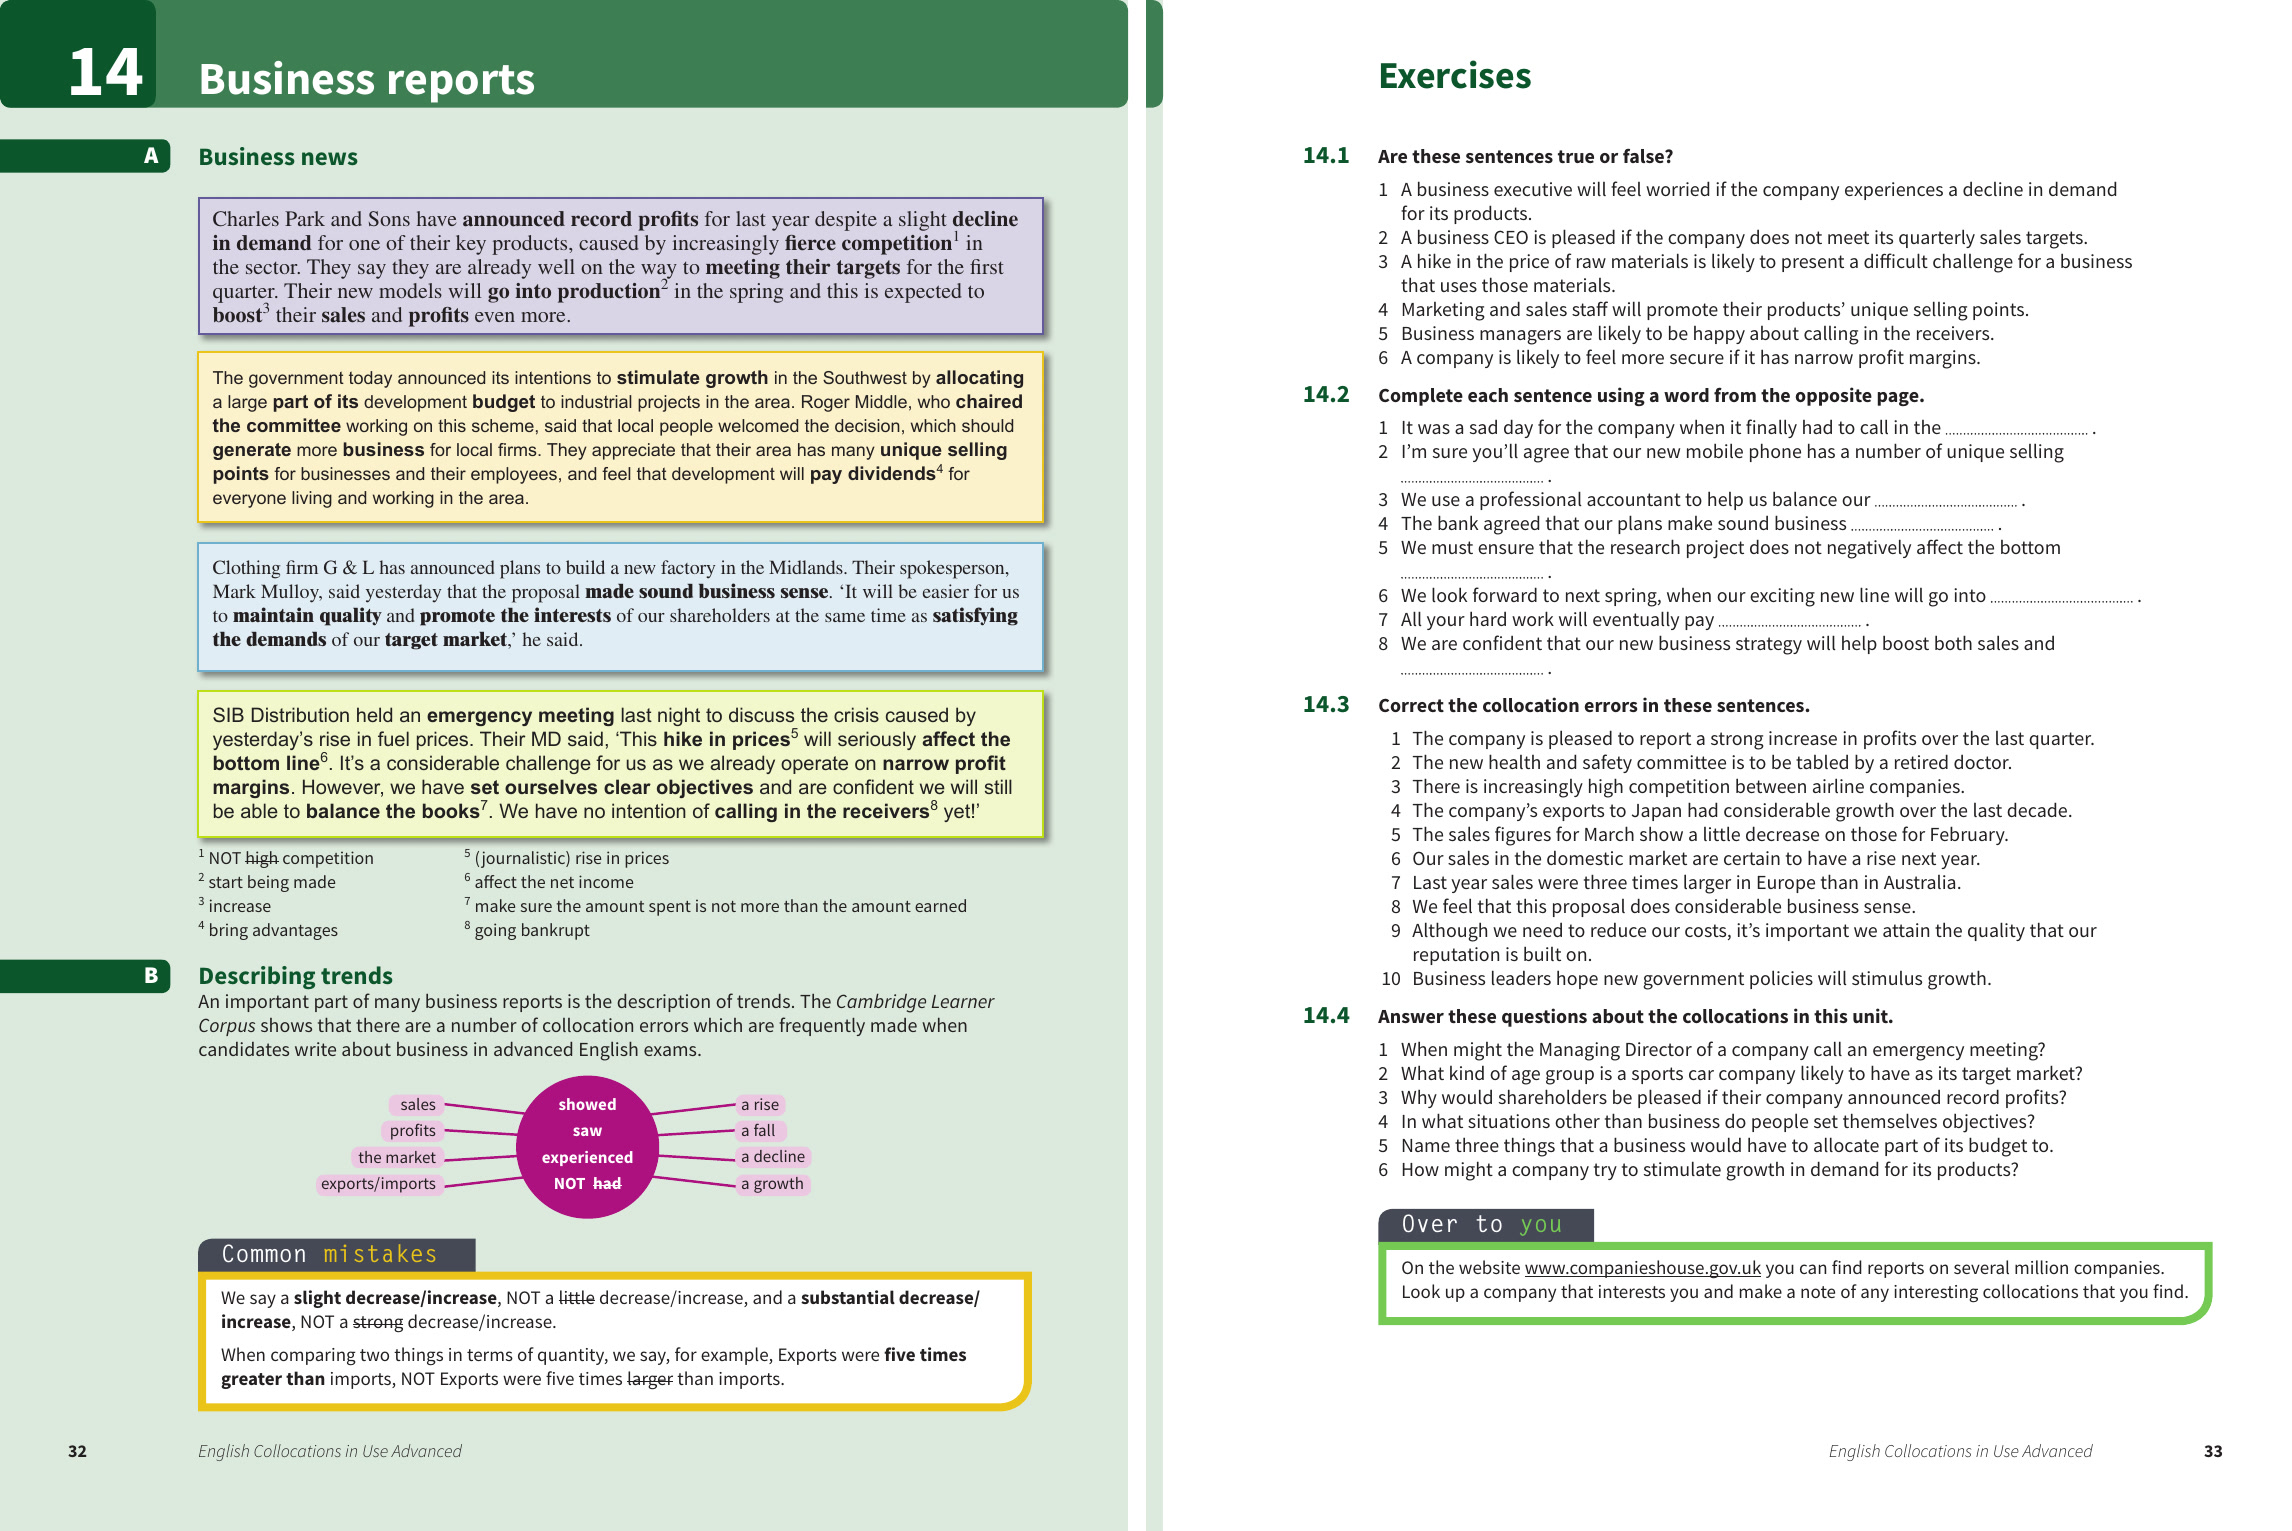 14
Business reports
A
Business news
Charles Park and Sons have announced record profits for last year despite a slight decline
in demand for one of their key products, caused by increasingly fierce competition1 in
the sector. They say they are already well on the way to meeting their targets for the first
quarter. Their new models will go into production2 in the spring and this is expected to
boost3 their sales and profits even more.
The government today announced its intentions to stimulate growth in the Southwest by allocating
a large part of its development budget to industrial projects in the area. Roger Middle, who chaired
the committee working on this scheme, said that local people welcomed the decision, which should
generate more business for local firms. They appreciate that their area has many unique selling
points for businesses and their employees, and feel that development will pay dividends4 for
everyone living and working in the area.
Clothing firm G & L has announced plans to build a new factory in the Midlands. Their spokesperson,
Mark Mulloy, said yesterday that the proposal made sound business sense. ‘It will be easier for us
to maintain quality and promote the interests of our shareholders at the same time as satisfying
the demands of our target market,’ he said.
SIB Distribution held an emergency meeting last night to discuss the crisis caused by
yesterday’s rise in fuel prices. Their MD said, ‘This hike in prices5 will seriously affect the
bottom line6. It’s a considerable challenge for us as we already operate on narrow profit
margins. However, we have set ourselves clear objectives and are confident we will still
be able to balance the books7. We have no intention of calling in the receivers8 yet!’
1 NOT high competition
2 start being made
3 increase
4 bring advantages
5 (journalistic) rise in prices
6 affect the net income
7 make sure the amount spent is not more than the amount earned
8 going bankrupt
B
Describing trends
An important part of many business reports is the description of trends. The Cambridge Learner
Corpus shows that there are a number of collocation errors which are frequently made when
candidates write about business in advanced English exams.
sales
profits
the market
exports/imports
showed
saw
experienced
NOT had
a rise
a fall
a decline
a growth
Common mistakes
We say a slight decrease/increase, NOT a little decrease/increase, and a substantial decrease/
increase, NOT a strong decrease/increase.
When comparing two things in terms of quantity, we say, for example, Exports were five times
greater than imports, NOT Exports were five times larger than imports.
32
English Collocations in Use Advanced
Exercises
14.1 Are these sentences true or false?
1 A business executive will feel worried if the company experiences a decline in demand
for its products.
2 A business CEO is pleased if the company does not meet its quarterly sales targets.
3 A hike in the price of raw materials is likely to present a difficult challenge for a business
that uses those materials.
4 Marketing and sales staff will promote their products’ unique selling points.
5 Business managers are likely to be happy about calling in the receivers.
6 A company is likely to feel more secure if it has narrow profit margins.
14.2 Complete each sentence using a word from the opposite page.
1 It was a sad day for the company when it finally had to call in the ........................................ .
2 I’m sure you’ll agree that our new mobile phone has a number of unique selling
........................................ .
3 We use a professional accountant to help us balance our ........................................ .
4 The bank agreed that our plans make sound business ........................................ .
5 We must ensure that the research project does not negatively affect the bottom
........................................ .
6 We look forward to next spring, when our exciting new line will go into ........................................ .
7 All your hard work will eventually pay ........................................ .
8 We are confident that our new business strategy will help boost both sales and
........................................ .
14.3 Correct the collocation errors in these sentences.
1 The company is pleased to report a strong increase in profits over the last quarter.
2 The new health and safety committee is to be tabled by a retired doctor.
3 There is increasingly high competition between airline companies.
4 The company’s exports to Japan had considerable growth over the last decade.
5 The sales figures for March show a little decrease on those for February.
6 Our sales in the domestic market are certain to have a rise next year.
7 Last year sales were three times larger in Europe than in Australia.
8 We feel that this proposal does considerable business sense.
9 Although we need to reduce our costs, it’s important we attain the quality that our
reputation is built on.
10 Business leaders hope new government policies will stimulus growth.
14.4 Answer these questions about the collocations in this unit.
1 When might the Managing Director of a company call an emergency meeting?
2 What kind of age group is a sports car company likely to have as its target market?
3 Why would shareholders be pleased if their company announced record profits?
4 In what situations other than business do people set themselves objectives?
5 Name three things that a business would have to allocate part of its budget to.
6 How might a company try to stimulate growth in demand for its products?
Over to you
On the website www.companieshouse.gov.uk you can find reports on several million companies.
Look up a company that interests you and make a note of any interesting collocations that you find.
English Collocations in Use Advanced
33